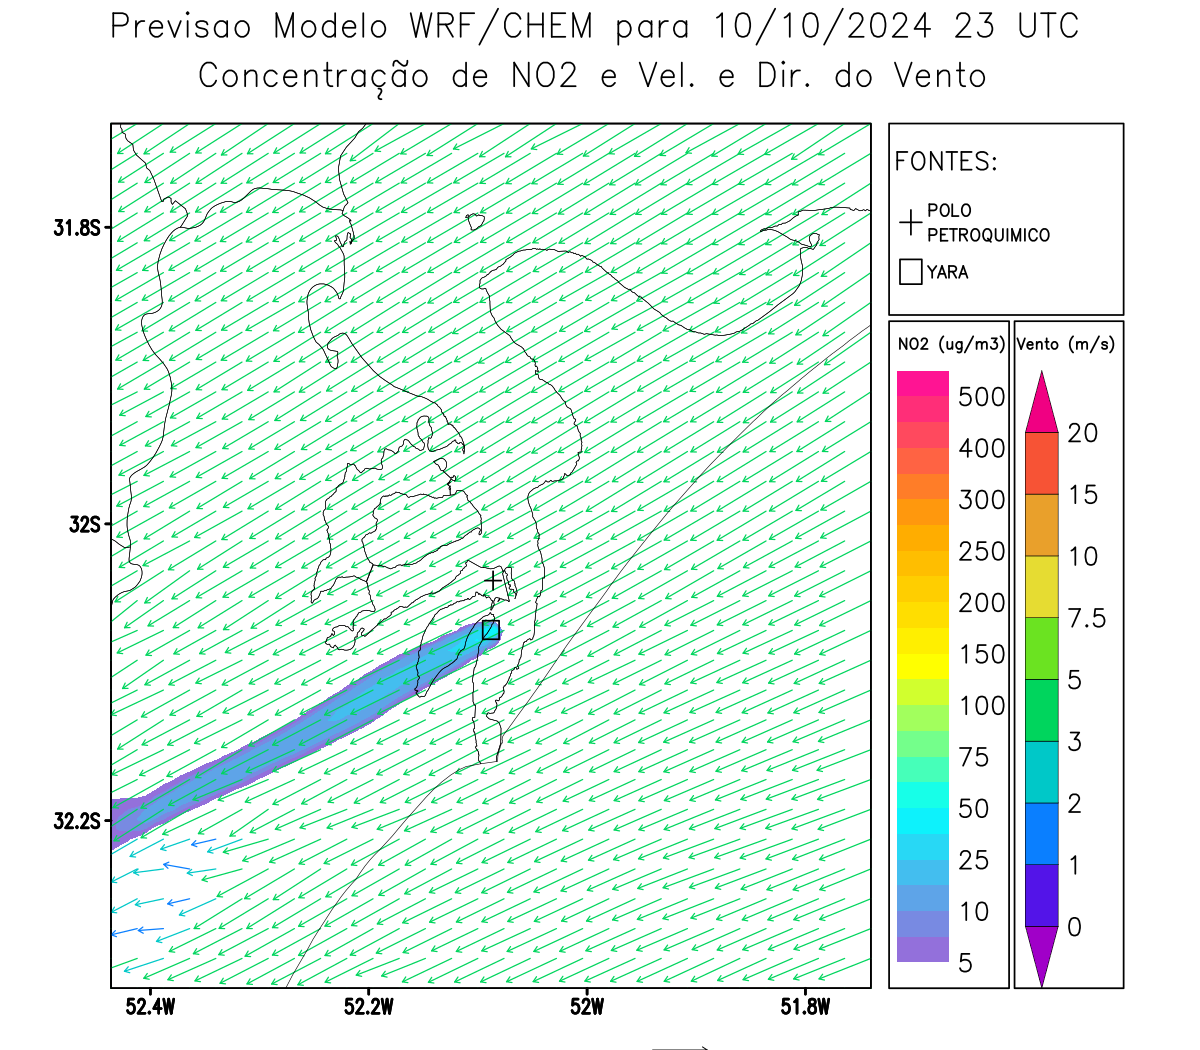 Previsao Modelo WRF/CHEM para 10/10/2024 23 UTC
Concentração de NO2 e Vel. e Dir. do Vento
FONTES:
POLO
PETROQUIMICO
YARA
NO2 (ug/m3)
500
400
300
250
200
150
100
75
50
25
10
5
Vento (m/s)
20
15
10
7.5
5
3
2
1
0
31.8S
32S
32.2S
52.4W
52.2W
52W
51.8W